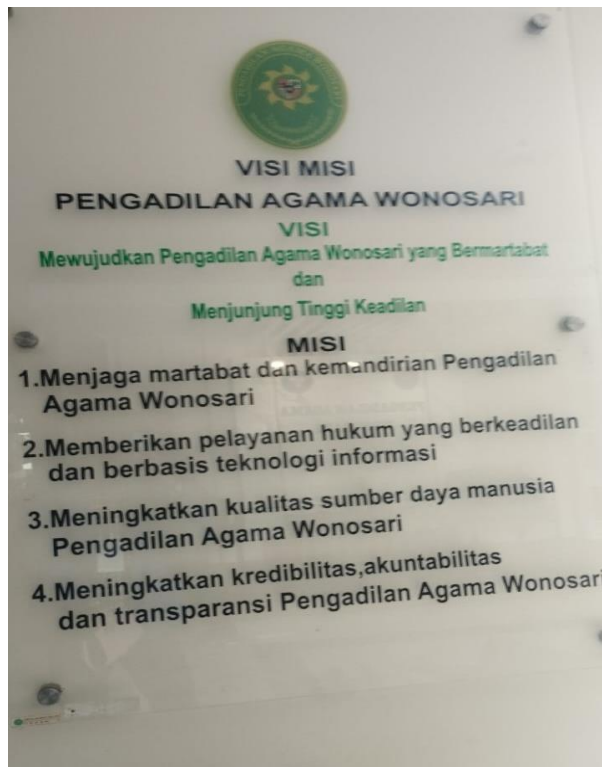 VISI MISI
PENGADILAN AGAMA WONOSARI
VISI
Mewujudkan Pengadilan Agama Wonosari yang Bermartabat
dan
Menjunjung Tinggi Keadilan
MISI
1.Menjaga martabat dan kemandirian Pengadilan
Agama Wonosari
2.Memberikan pelayanan hukum yang berkeadilan
dan berbasis teknologi informasi
3.Meningkatkan kualitas sumber daya manusia
Pengadilan Agama Wonosari
4.Meningkatkan kredibilitas,akuntabilitas
dan transparansi Pengadilan Agama Wonosari